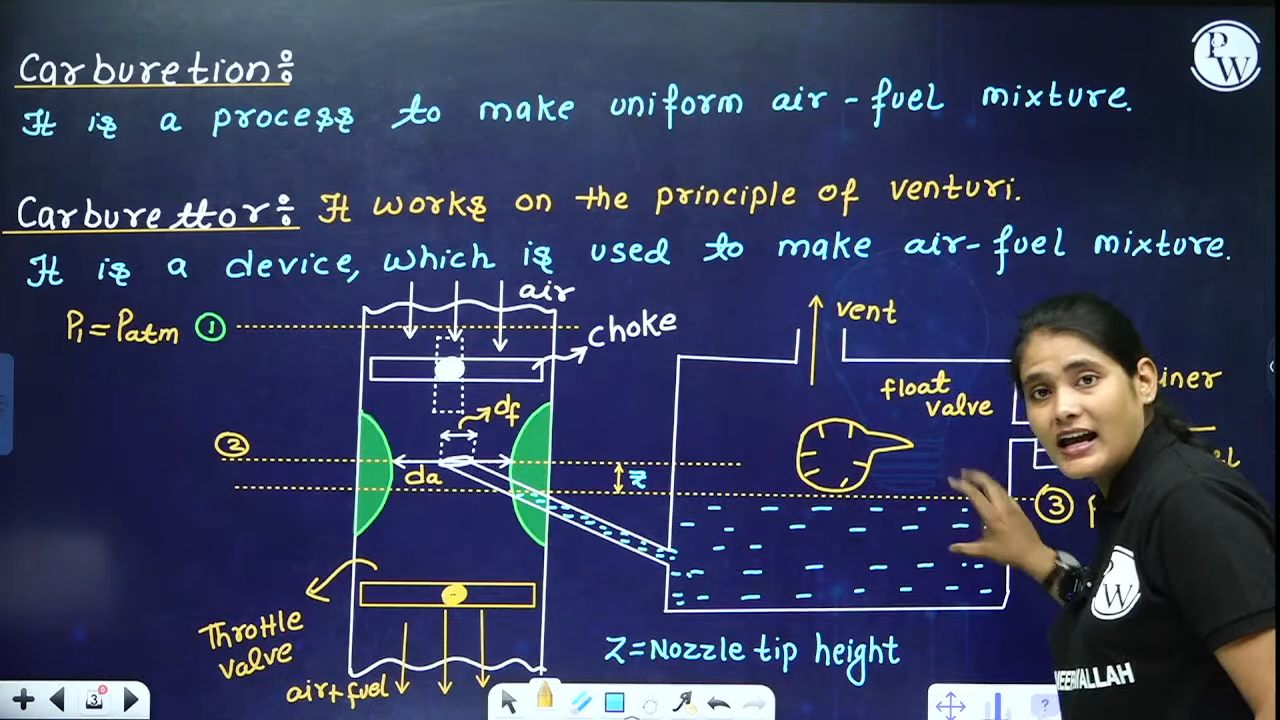 Carburetion:
It is a process to make uniform air-fuel mixture.
Carburettor: It works on the principle of venturi.
It is a device, which is used to make air-fuel mixture.
air
P1 = Patm ①
choke
vent
float valve
df
②
da
z
③
Throttle valve
air+fuel
Z = Nozzle tip height
PW
PW
3